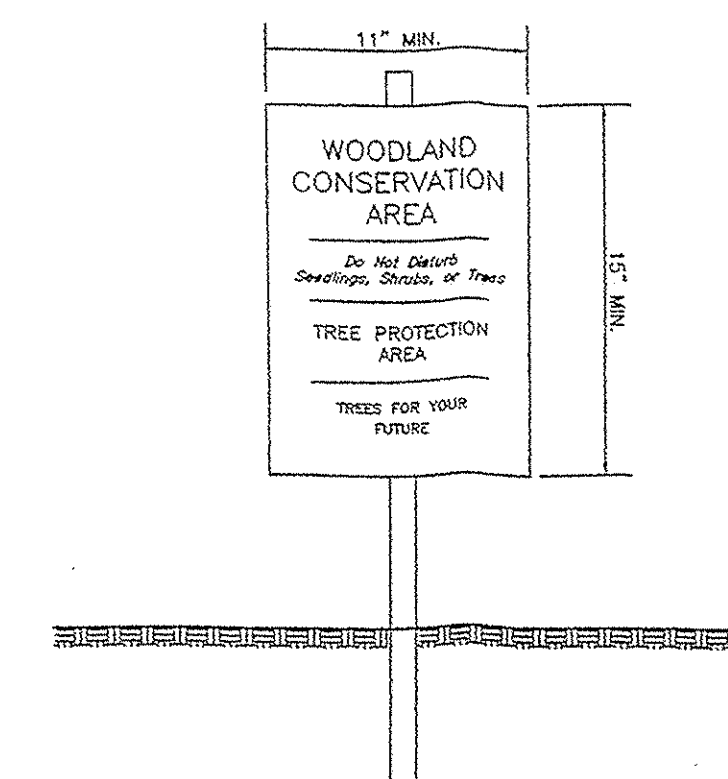 11" MIN.
WOODLAND
CONSERVATION
AREA
Do Not Disturb
Seedlings, Shrubs, or Trees
TREE PROTECTION
AREA
TREES FOR YOUR
FUTURE
15" MIN.